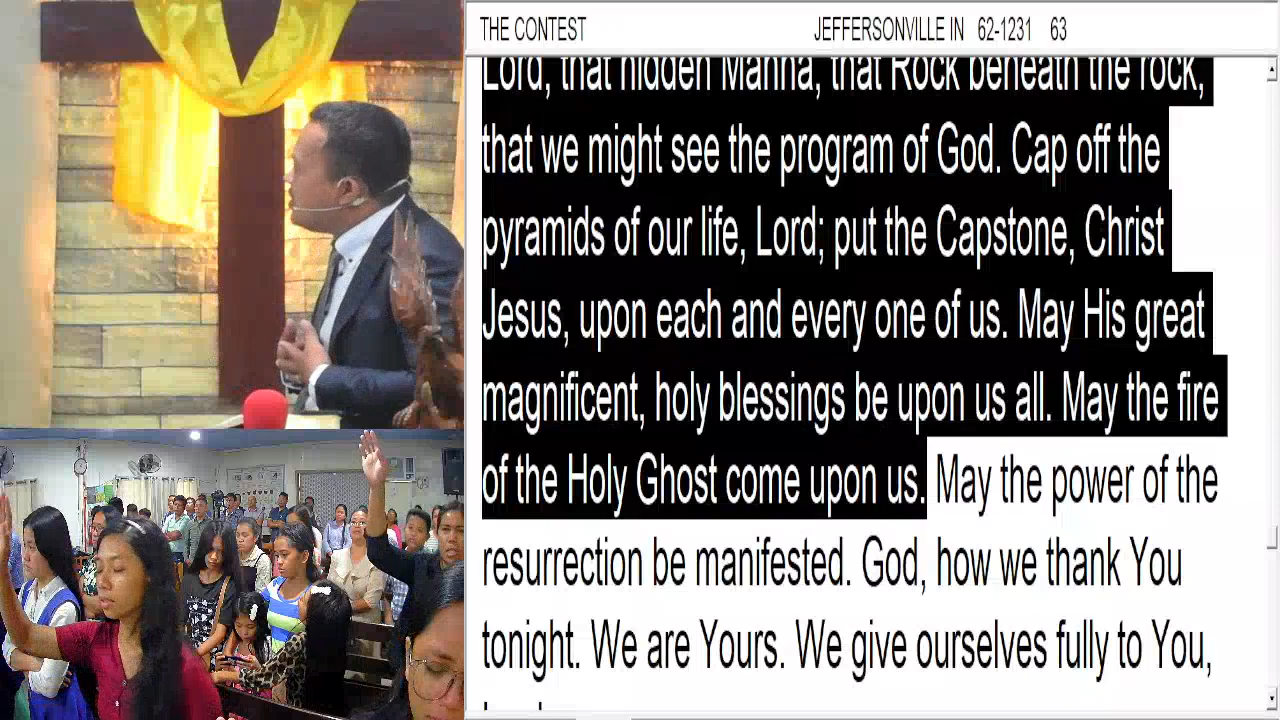 THE CONTEST JEFFERSONVILLE IN 62-1231 63
Lord, that hidden Manna, that Rock beneath the rock,
that we might see the program of God. Cap off the
pyramids of our life, Lord; put the Capstone, Christ
Jesus, upon each and every one of us. May His great
magnificent, holy blessings be upon us all. May the fire
of the Holy Ghost come upon us. May the power of the
resurrection be manifested. God, how we thank You
tonight. We are Yours. We give ourselves fully to You,